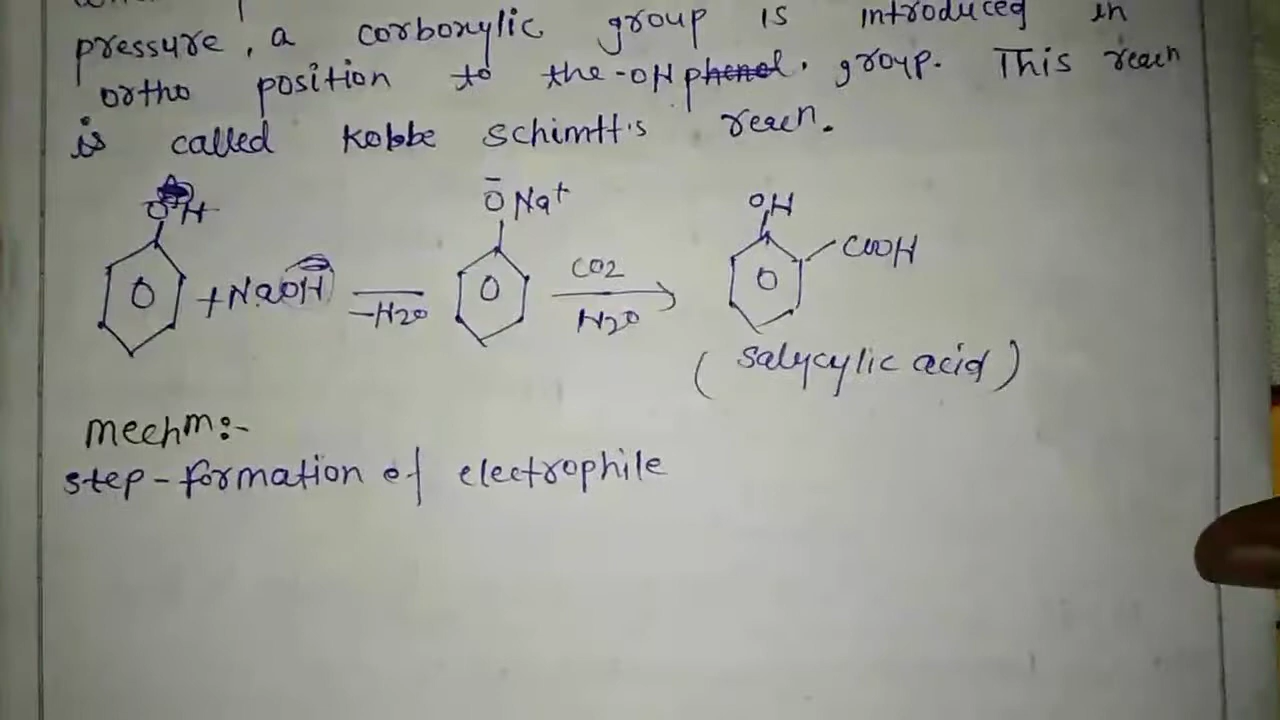 pressure, a carboxylic group is introduced in
ortho position to the -OH phenol. group. This reacn
is called Kolbe Schimtt's reacn.
OH ŌNa+ OH
COOH
+NaOH -H2O CO2 H2O
(salycylic acid)
Mechm:-
step-formation of electrophile